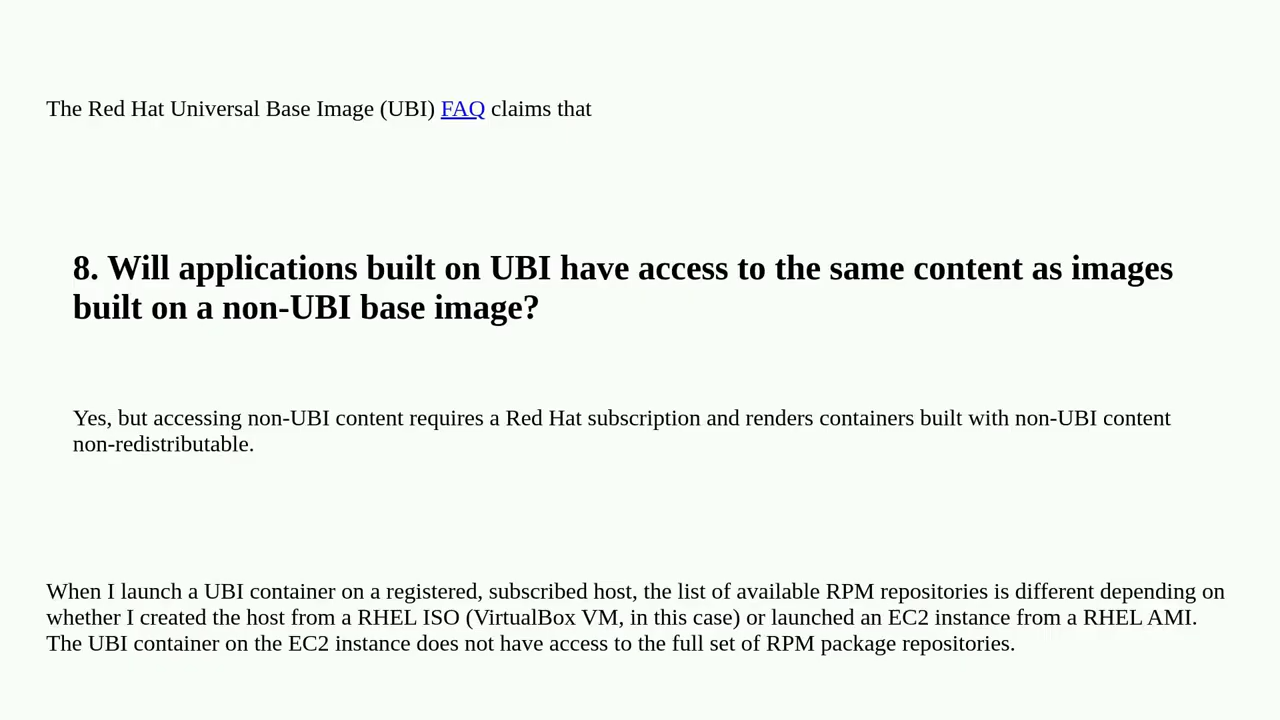 The Red Hat Universal Base Image (UBI) FAQ claims that
8. Will applications built on UBI have access to the same content as images
built on a non-UBI base image?
Yes, but accessing non-UBI content requires a Red Hat subscription and renders containers built with non-UBI content
non-redistributable.
When I launch a UBI container on a registered, subscribed host, the list of available RPM repositories is different depending on
whether I created the host from a RHEL ISO (VirtualBox VM, in this case) or launched an EC2 instance from a RHEL AMI.
The UBI container on the EC2 instance does not have access to the full set of RPM package repositories.